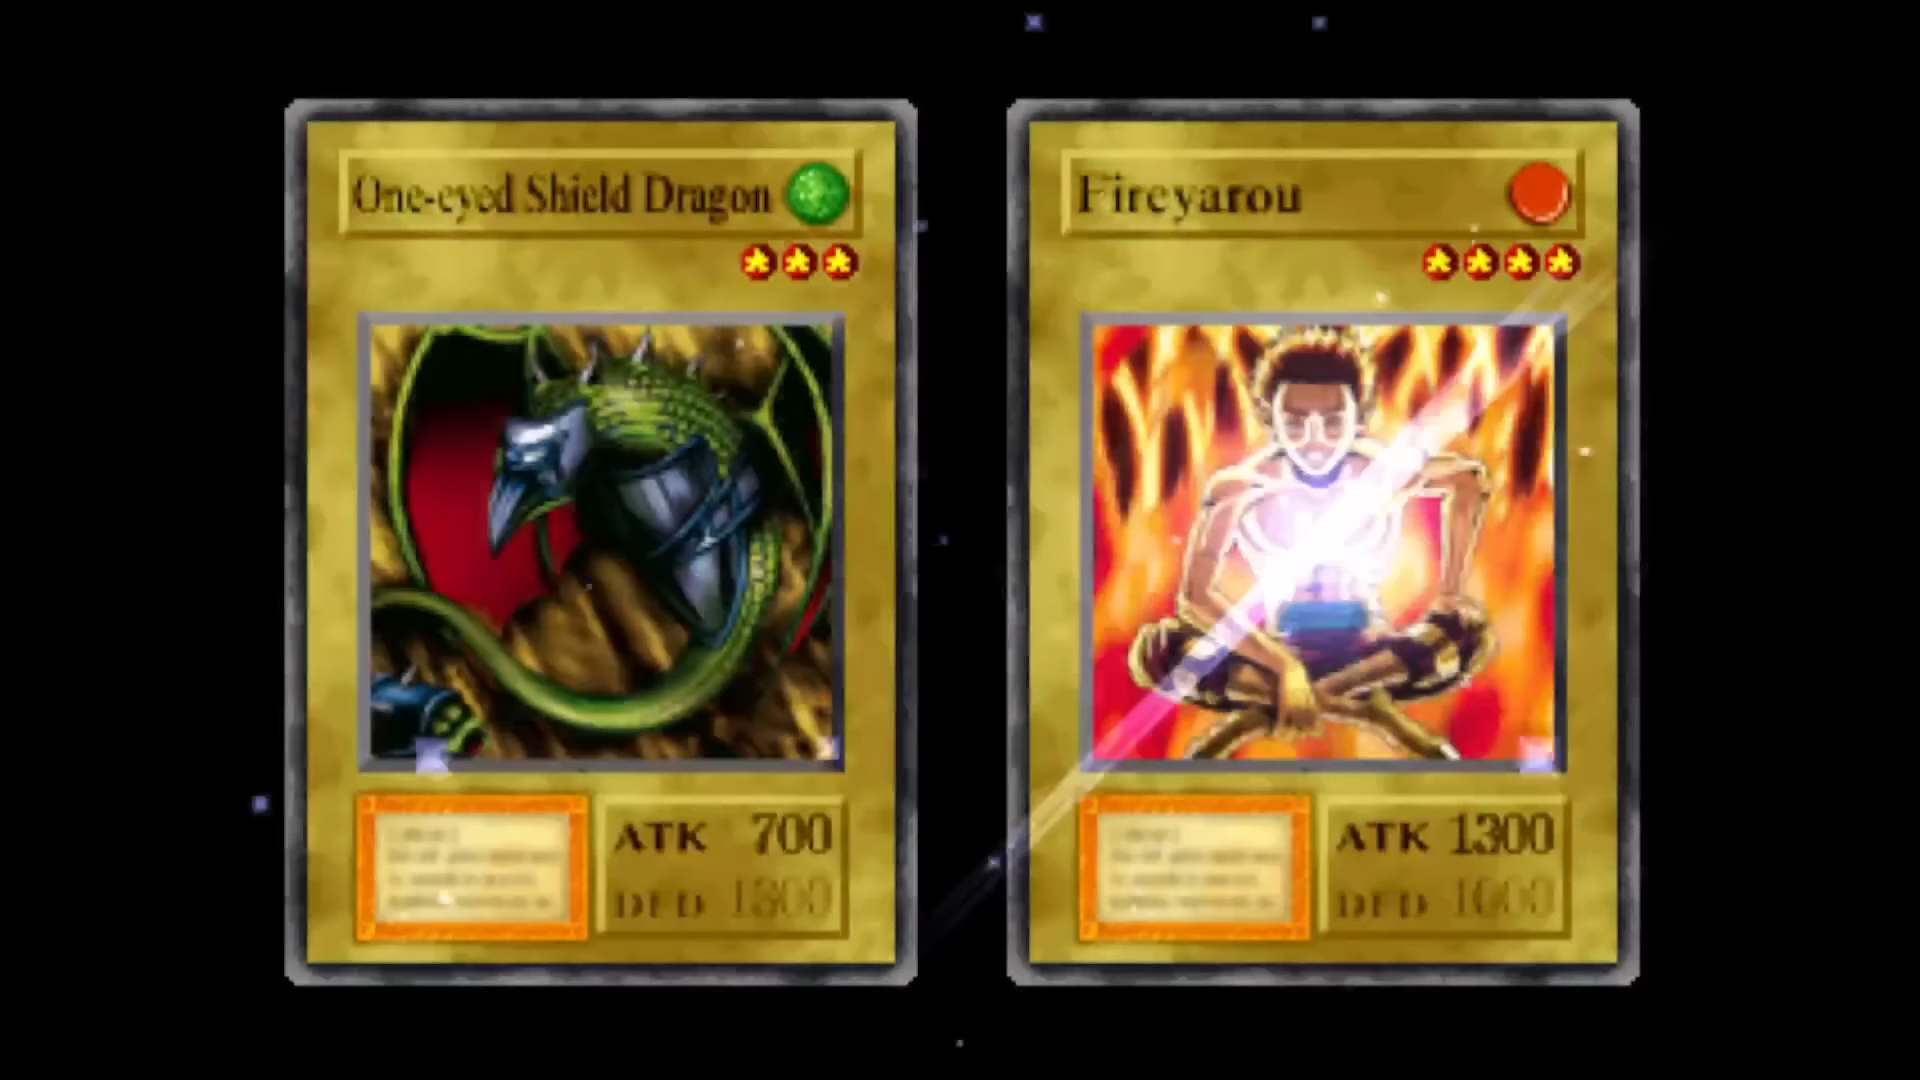 One-eyed Shield Dragon
ATK 700
DFD 1300
Fireyarou
ATK 1300
DFD 1000